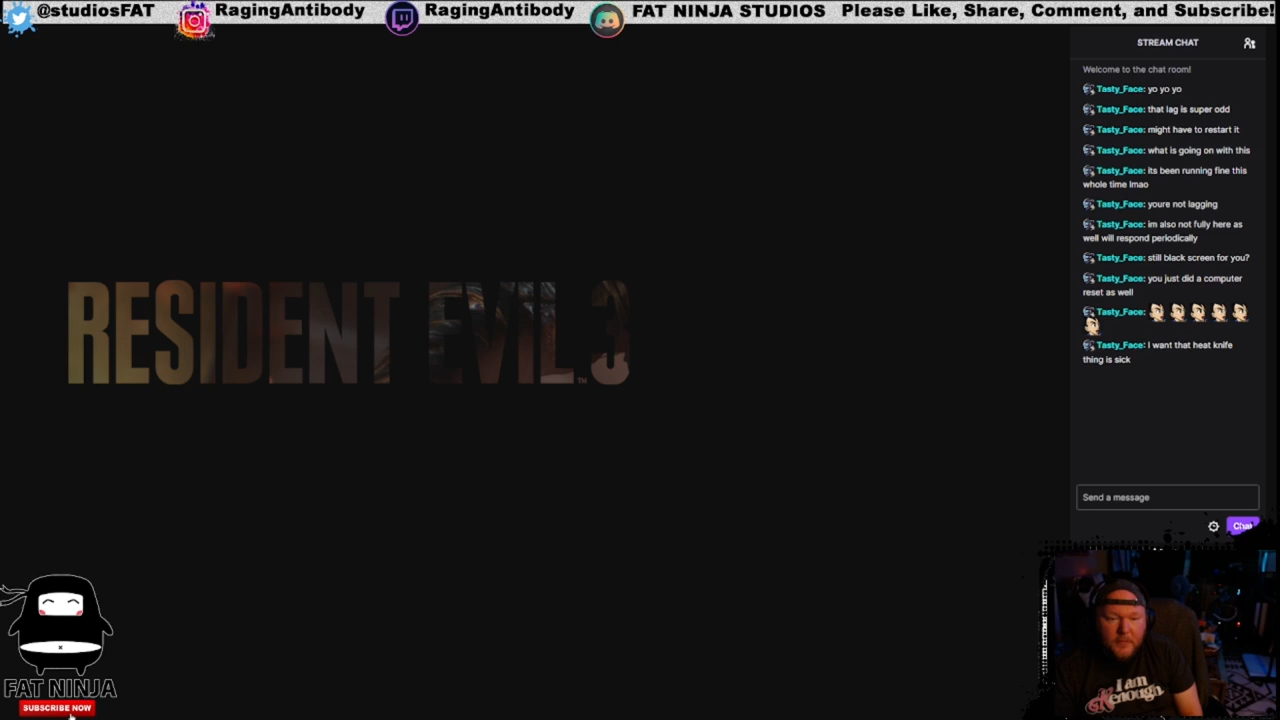 @studiosFAT RagingAntibody RagingAntibody FAT NINJA STUDIOS Please Like, Share, Comment, and Subscribe!
STREAM CHAT
Welcome to the chat room!
Tasty_Face: yo yo yo
Tasty_Face: that lag is super odd
Tasty_Face: might have to restart it
Tasty_Face: what is going on with this
Tasty_Face: its been running fine this
whole time lmao
Tasty_Face: youre not lagging
Tasty_Face: im also not fully here as
well will respond periodically
Tasty_Face: still black screen for you?
Tasty_Face: you just did a computer
reset as well
Tasty_Face:
Tasty_Face: I want that heat knife
thing is sick
RESIDENT EVIL 3
TM
Send a message
Chat
I am
Kenough
FAT NINJA
SUBSCRIBE NOW